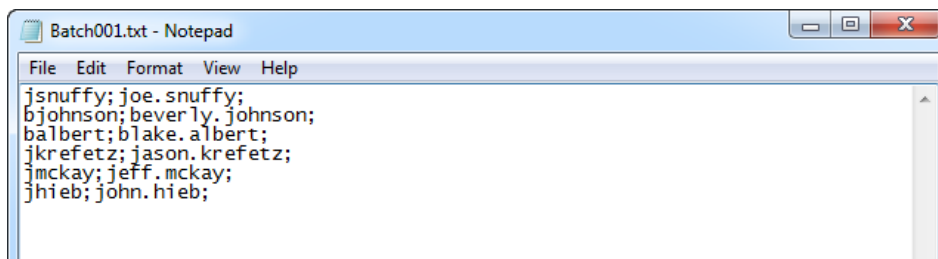 Batch001.txt - Notepad
File Edit Format View Help
jsnuffy;joe.snuffy;
bjohnson;beverly.johnson;
balbert;blake.albert;
jkrefetz;jason.krefetz;
jmckay;jeff.mckay;
jhieb;john.hieb;